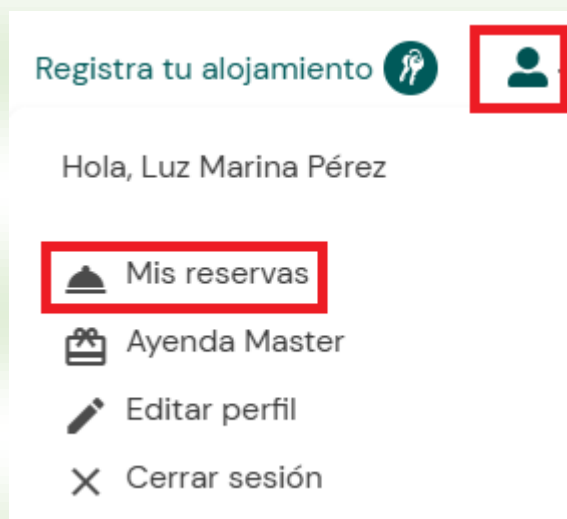 Registra tu alojamiento
Hola, Luz Marina Pérez
Mis reservas
Ayenda Master
Editar perfil
Cerrar sesión